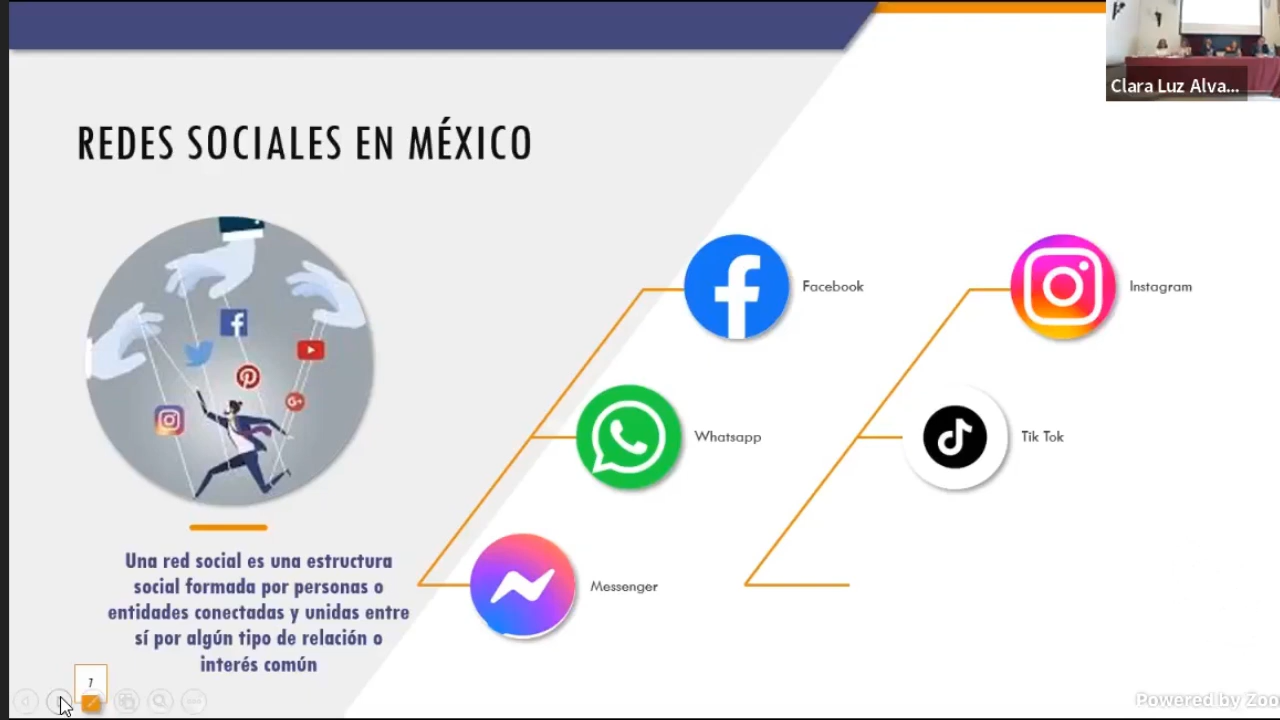 Clara Luz Alva...
REDES SOCIALES EN MÉXICO
Facebook
Instagram
Whatsapp
Tik Tok
Messenger
Una red social es una estructura
social formada por personas o
entidades conectadas y unidas entre
sí por algún tipo de relación o
interés común
7
Powered by Zoo